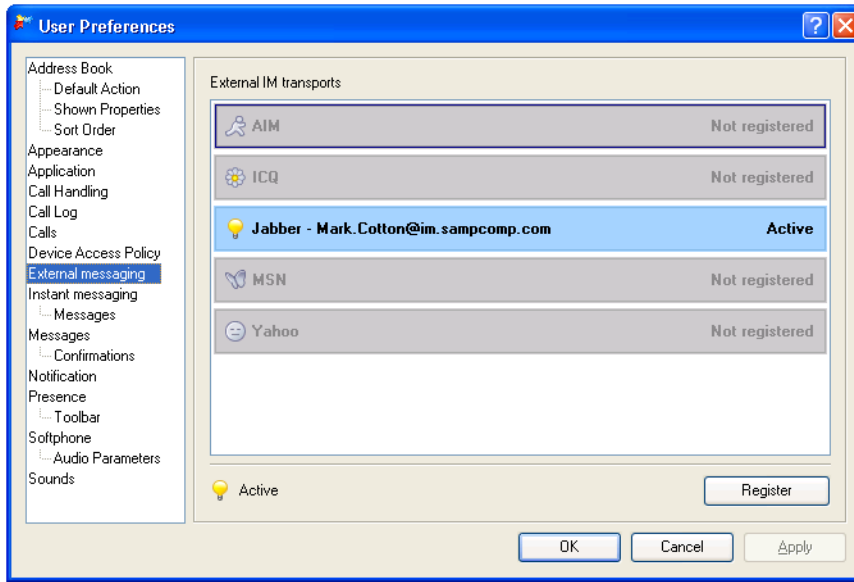 User Preferences
Address Book
Default Action
Shown Properties
Sort Order
Appearance
Application
Call Handling
Call Log
Calls
Device Access Policy
External messaging
Instant messaging
Messages
Messages
Confirmations
Notification
Presence
Toolbar
Softphone
Audio Parameters
Sounds
External IM transports
AIM Not registered
ICQ Not registered
Jabber - Mark.Cotton@im.sampcomp.com Active
MSN Not registered
Yahoo Not registered
Active Register
OK Cancel Apply